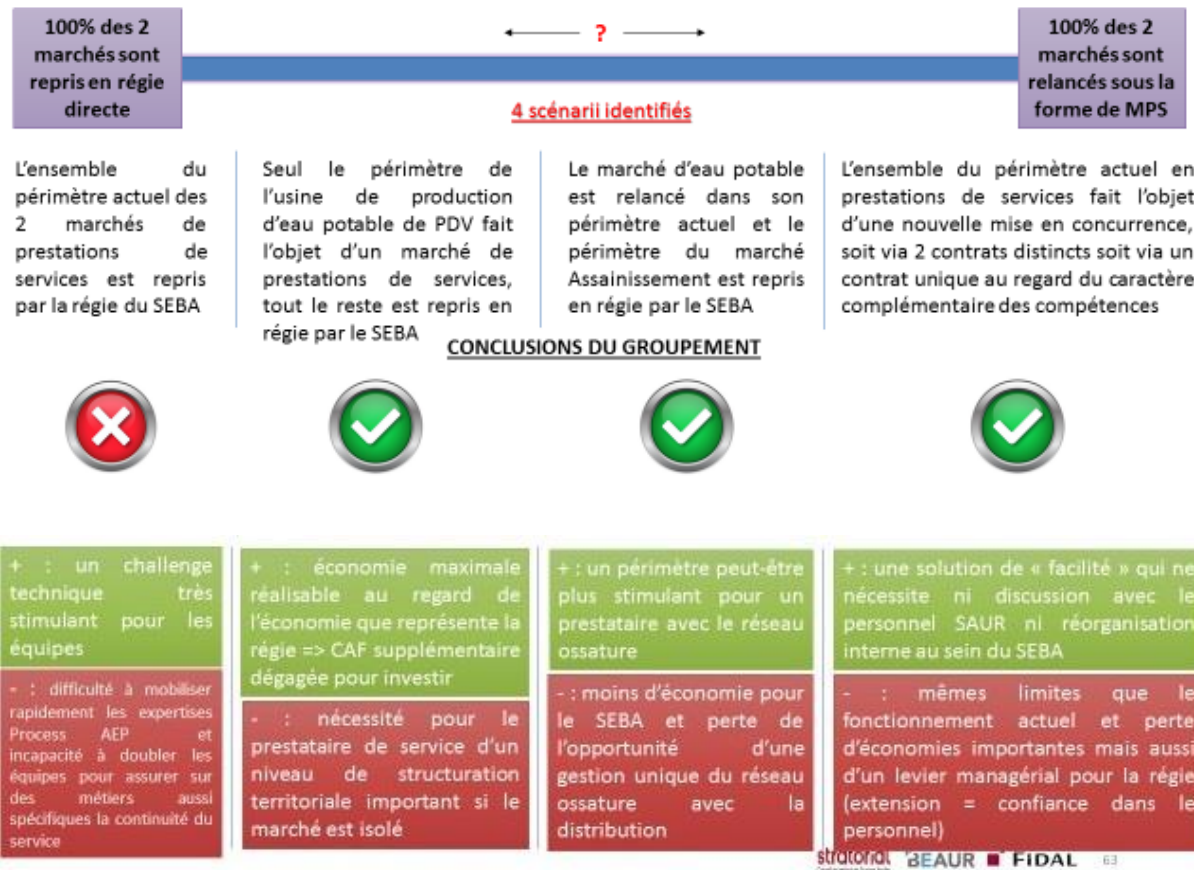 100% des 2
marchés sont
repris en régie
directe
?
100% des 2
marchés sont
relancés sous la
forme de MPS
4 scénarii identifiés
L'ensemble du
périmètre actuel des
2 marchés de
prestations de
services est repris
par la régie du SEBA
Seul le périmètre de
l'usine de production
d'eau potable de PDV fait
l'objet d'un marché de
prestations de services,
tout le reste est repris en
régie par le SEBA
Le marché d'eau potable
est relancé dans son
périmètre actuel et le
périmètre du marché
Assainissement est repris
en régie par le SEBA
L'ensemble du périmètre actuel en
prestations de services fait l'objet
d'une nouvelle mise en concurrence,
soit via 2 contrats distincts soit via un
contrat unique au regard du caractère
complémentaire des compétences
CONCLUSIONS DU GROUPEMENT
+ : un challenge
technique très
stimulant pour les
équipes
- : difficulté à mobiliser
rapidement les expertises
Process AEP et
incapacité à doubler les
équipes pour assurer sur
des métiers aussi
spécifiques la continuité du
service
+ : économie maximale
réalisable au regard de
l'économie que représente la
régie => CAF supplémentaire
dégagée pour investir
- : nécessité pour le
prestataire de service d'un
niveau de structuration
territoriale important si le
marché est isolé
+ : un périmètre peut-être
plus stimulant pour un
prestataire avec le réseau
ossature
- : moins d'économie pour
le SEBA et perte de
l'opportunité d'une
gestion unique du réseau
ossature avec la
distribution
+ : une solution de « facilité » qui ne
nécessite ni discussion avec le
personnel SAUR ni réorganisation
interne au sein du SEBA
- : mêmes limites que le
fonctionnement actuel et perte
d'économies importantes mais aussi
d'un levier managérial pour la régie
(extension = confiance dans le
personnel)
stratorial BEAUR FIDAL 63